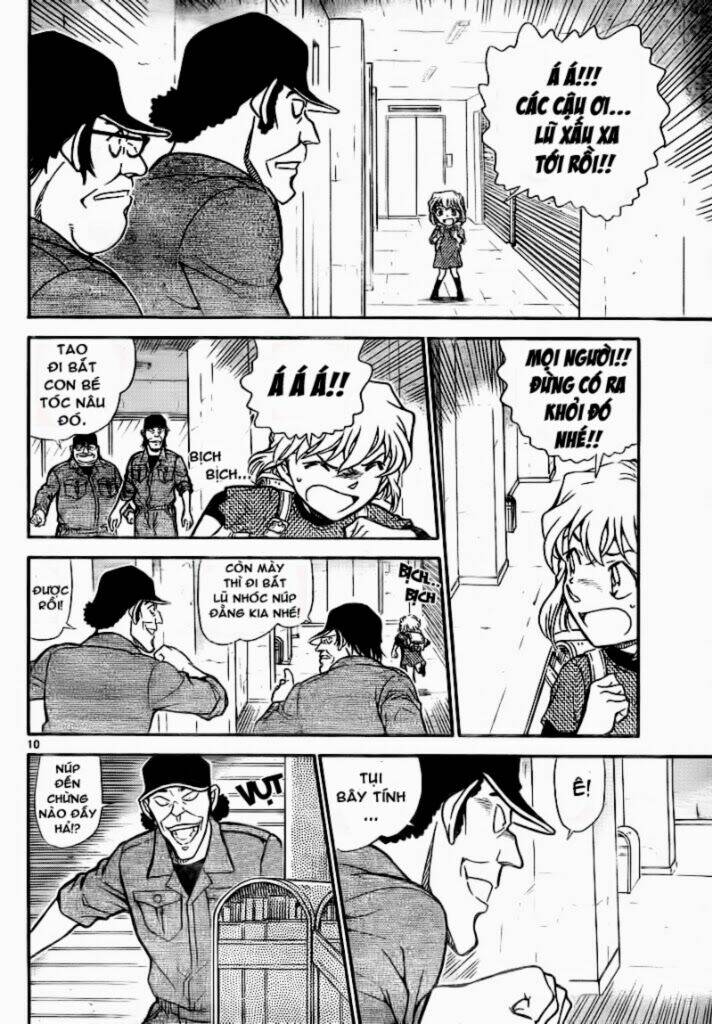 Á Á!!!
CÁC CẬU ƠI...
LŨ XẤU XA
TỚI RỒI!!
MỌI NGƯỜI!!
ĐỪNG CÓ RA
KHỎI ĐÓ
NHÉ!!
Á Á Á!!
BỊCH
BỊCH...
TAO
ĐI BẮT
CON BÉ
TÓC NÂU
ĐÓ.
BỊCH...
BỊCH
CÒN MÀY
THÌ ĐI BẮT
LŨ NHÓC NÚP
ĐẰNG KIA NHÉ!
ĐƯỢC
RỒI!
10
Ê!
TỤI
BÂY TÍNH
...
VỤT
NÚP
ĐẾN
CHỪNG
NÀO ĐẤY
HẢ!?